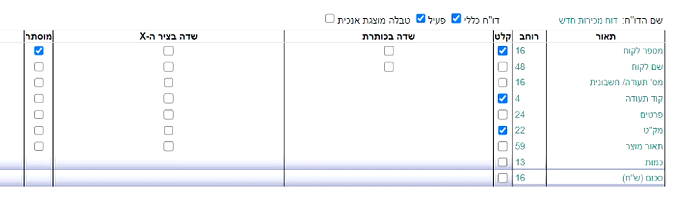 שם הדו"ח: דוח מכירות חדש דו"ח כללי פעיל טבלה מוצגת אנכית
תאור רוחב קלט שדה בכותרת שדה בציר ה-X מוסתר
מספר לקוח 16
שם לקוח 48
מס' תעודה/ חשבונית 16
קוד תעודה 4
פרטים 24
מק"ט 22
תאור מוצר 59
כמות 13
סכום (ש"ח) 16